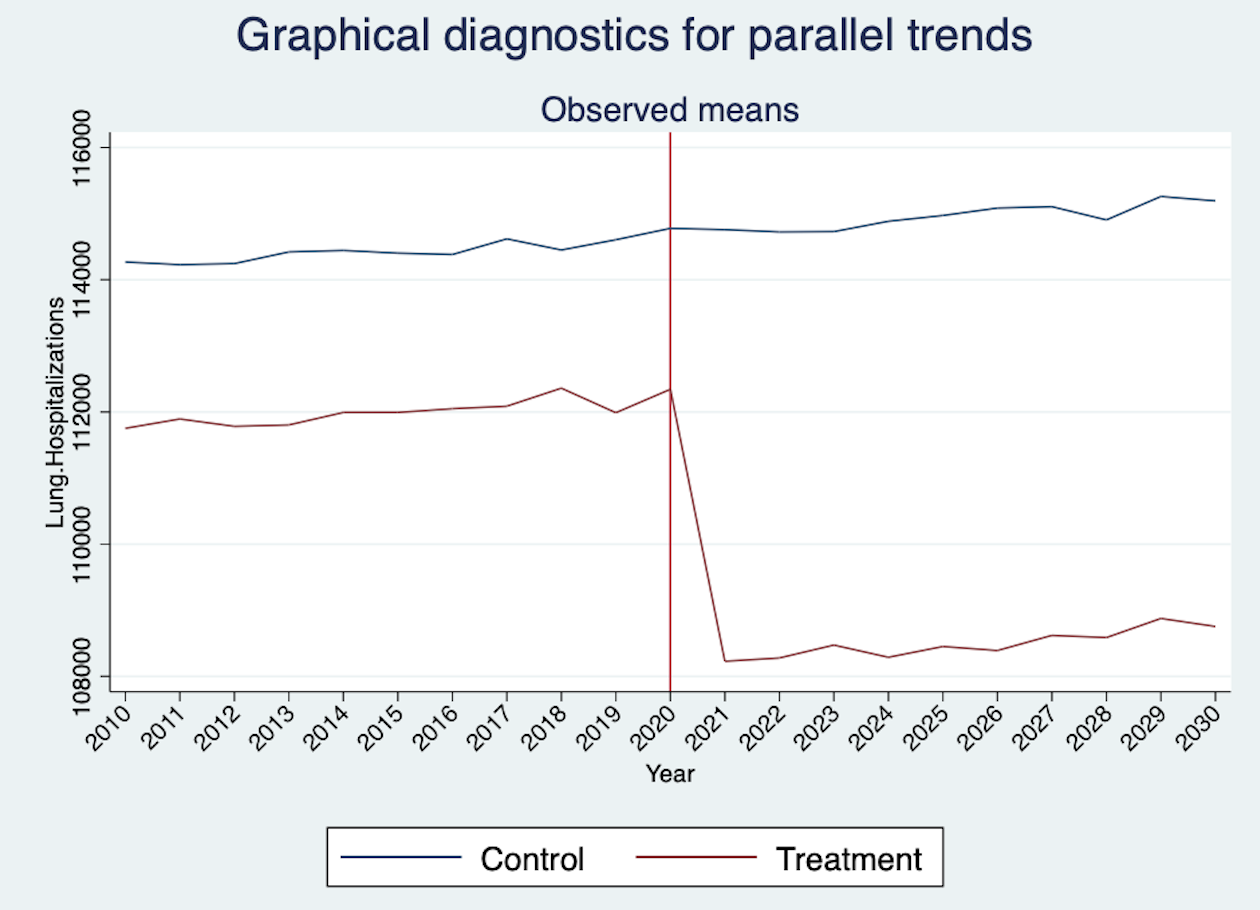 Graphical diagnostics for parallel trends
Observed means
116000
114000
112000
110000
108000
Lung.Hospitalizations
2010 2011 2012 2013 2014 2015 2016 2017 2018 2019 2020 2021 2022 2023 2024 2025 2026 2027 2028 2029 2030
Year
Control Treatment